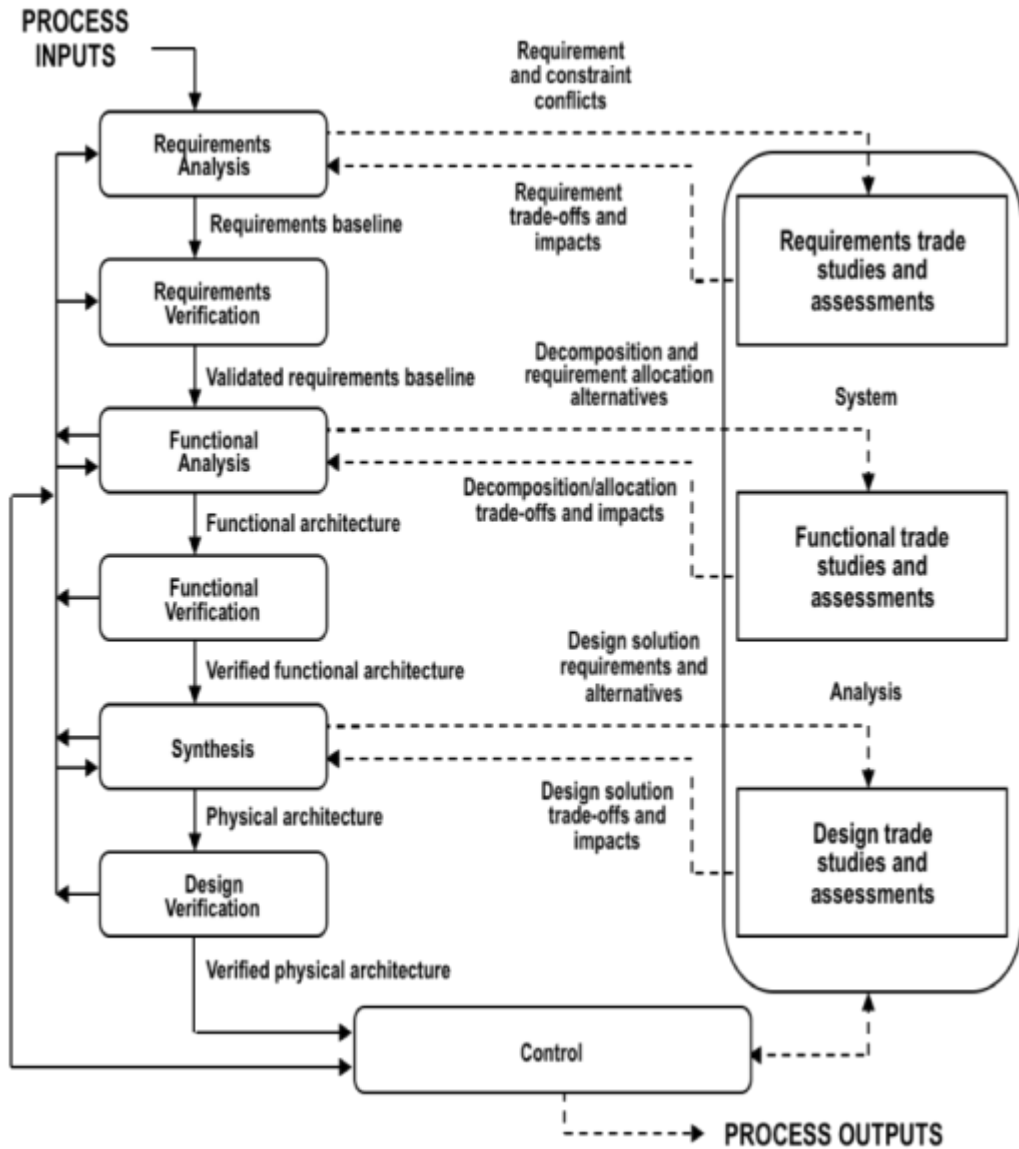 PROCESS
INPUTS
Requirement
and constraint
conflicts
Requirements
Analysis
Requirement
trade-offs and
impacts
Requirements trade
studies and
assessments
Requirements baseline
Requirements
Verification
Validated requirements baseline
Decomposition and
requirement allocation
alternatives
System
Functional
Analysis
Decomposition/allocation
trade-offs and impacts
Functional architecture
Functional trade
studies and
assessments
Functional
Verification
Verified functional architecture
Design solution
requirements and
alternatives
Analysis
Synthesis
Physical architecture
Design solution
trade-offs and
impacts
Design trade
studies and
assessments
Design
Verification
Verified physical architecture
Control
PROCESS OUTPUTS